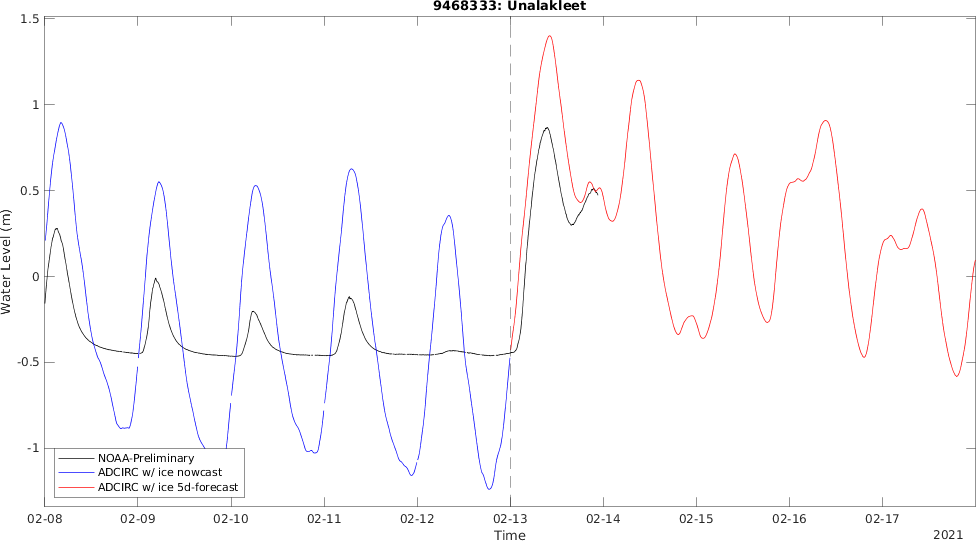 9468333: Unalakleet
1.5
1
0.5
0
-0.5
-1
Water Level (m)
NOAA-Preliminary
ADCIRC w/ ice nowcast
ADCIRC w/ ice 5d-forecast
02-08 02-09 02-10 02-11 02-12 02-13 02-14 02-15 02-16 02-17
Time
2021